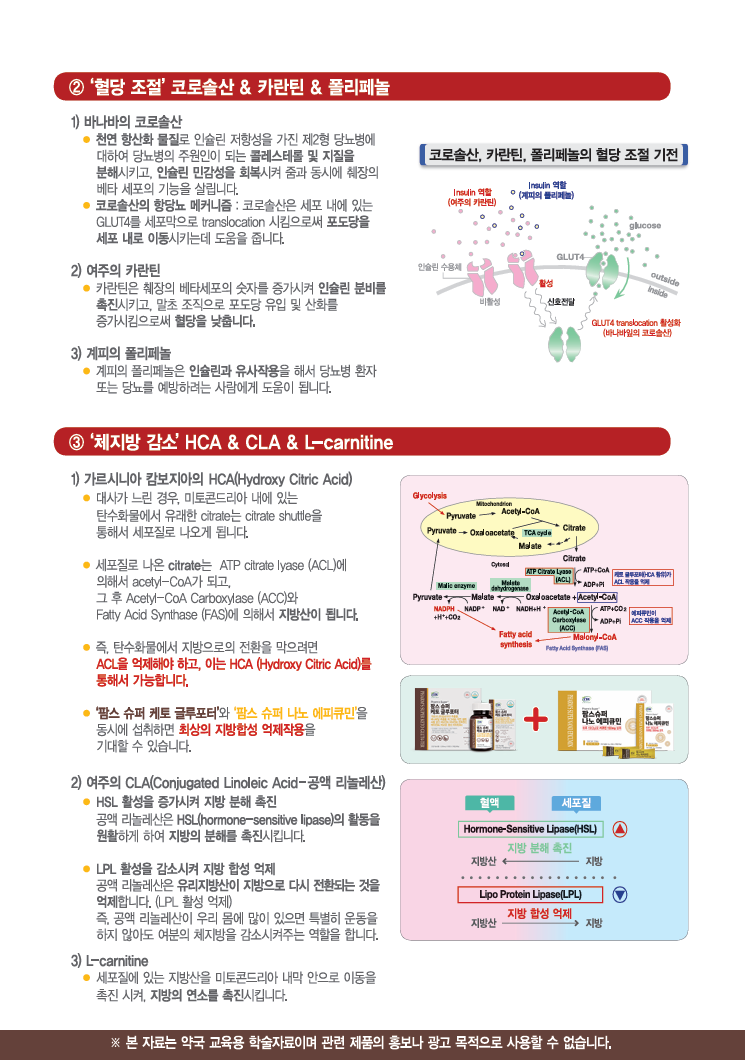 ② '혈당 조절' 코로솔산 & 카란틴 & 폴리페놀
1) 바나바의 코로솔산
● 천연 항산화 물질로 인슐린 저항성을 가진 제2형 당뇨병에
대하여 당뇨병의 주원인이 되는 콜레스테롤 및 지질을
분해시키고, 인슐린 민감성을 회복시켜 줌과 동시에 췌장의
베타 세포의 기능을 살립니다.
● 코로솔산의 항당뇨 메커니즘 : 코로솔산은 세포 내에 있는
GLUT4를 세포막으로 translocation 시킴으로써 포도당을
세포 내로 이동시키는데 도움을 줍니다.
2) 여주의 카란틴
● 카란틴은 췌장의 베타세포의 숫자를 증가시켜 인슐린 분비를
촉진시키고, 말초 조직으로 포도당 유입 및 산화를
증가시킴으로써 혈당을 낮춥니다.
3) 계피의 폴리페놀
● 계피의 폴리페놀은 인슐린과 유사작용을 해서 당뇨병 환자
또는 당뇨를 예방하려는 사람에게 도움이 됩니다.
코로솔산, 카란틴, 폴리페놀의 혈당 조절 기전
Insulin 역할
(여주의 카란틴)
Insulin 역할
(계피의 폴리페놀)
glucose
GLUT4
인슐린 수용체
outside
inside
활성
비활성
신호전달
GLUT4 translocation 활성화
(바나바잎의 코로솔산)
③ '체지방 감소' HCA & CLA & L-carnitine
1) 가르시니아 캄보지아의 HCA(Hydroxy Citric Acid)
● 대사가 느린 경우, 미토콘드리아 내에 있는
탄수화물에서 유래한 citrate는 citrate shuttle을
통해서 세포질로 나오게 됩니다.
● 세포질로 나온 citrate는 ATP citrate lyase (ACL)에
의해서 acetyl-CoA가 되고,
그 후 Acetyl-CoA Carboxylase (ACC)와
Fatty Acid Synthase (FAS)에 의해서 지방산이 됩니다.
● 즉, 탄수화물에서 지방으로의 전환을 막으려면
ACL을 억제해야 하고, 이는 HCA (Hydroxy Citric Acid)를
통해서 가능합니다.
● '팜스 슈퍼 케토 글루포터'와 '팜스 슈퍼 나노 에피큐민'을
동시에 섭취하면 최상의 지방합성 억제작용을
기대할 수 있습니다.
2) 여주의 CLA(Conjugated Linoleic Acid-공액 리놀레산)
● HSL 활성을 증가시켜 지방 분해 촉진
공액 리놀레산은 HSL(hormone-sensitive lipase)의 활동을
원활하게 하여 지방의 분해를 촉진시킵니다.
● LPL 활성을 감소시켜 지방 합성 억제
공액 리놀레산은 유리지방산이 지방으로 다시 전환되는 것을
억제합니다. (LPL 활성 억제)
즉, 공액 리놀레산이 우리 몸에 많이 있으면 특별히 운동을
하지 않아도 여분의 체지방을 감소시켜주는 역할을 합니다.
3) L-carnitine
● 세포질에 있는 지방산을 미토콘드리아 내막 안으로 이동을
촉진 시켜, 지방의 연소를 촉진시킵니다.
Glycolysis
Mitochondrion
Pyruvate
Acetyl-CoA
Pyruvate
Oxaloacetate
TCA cycle
Citrate
Malate
Citrate
Cytosol
ATP Citrate Lyase
(ACL)
ATP+CoA
ADP+Pi
케토 글루포터(HCA 함유)가
ACL 작용을 억제
Malic enzyme
Malate
dehydrogenase
Pyruvate
Malate
Oxaloacetate + Acetyl-CoA
NADPH
+H⁺+CO₂
NADP⁺
NAD⁺
NADH+H⁺
Acetyl-CoA
Carboxylase
(ACC)
ATP+CO₂
ADP+Pi
에피큐민이
ACC 작용을 억제
Fatty acid
synthesis
Malonyl-CoA
Fatty Acid Synthase (FAS)
팜스 슈퍼
케토 글루포터
+
팜스슈퍼
나노 에피큐민
팜스슈퍼
나노 에피큐민
혈액
세포질
Hormone-Sensitive Lipase(HSL)
지방 분해 촉진
지방산
지방
Lipo Protein Lipase(LPL)
지방 합성 억제
지방산
지방
※ 본 자료는 약국 교육용 학술자료이며 관련 제품의 홍보나 광고 목적으로 사용할 수 없습니다.